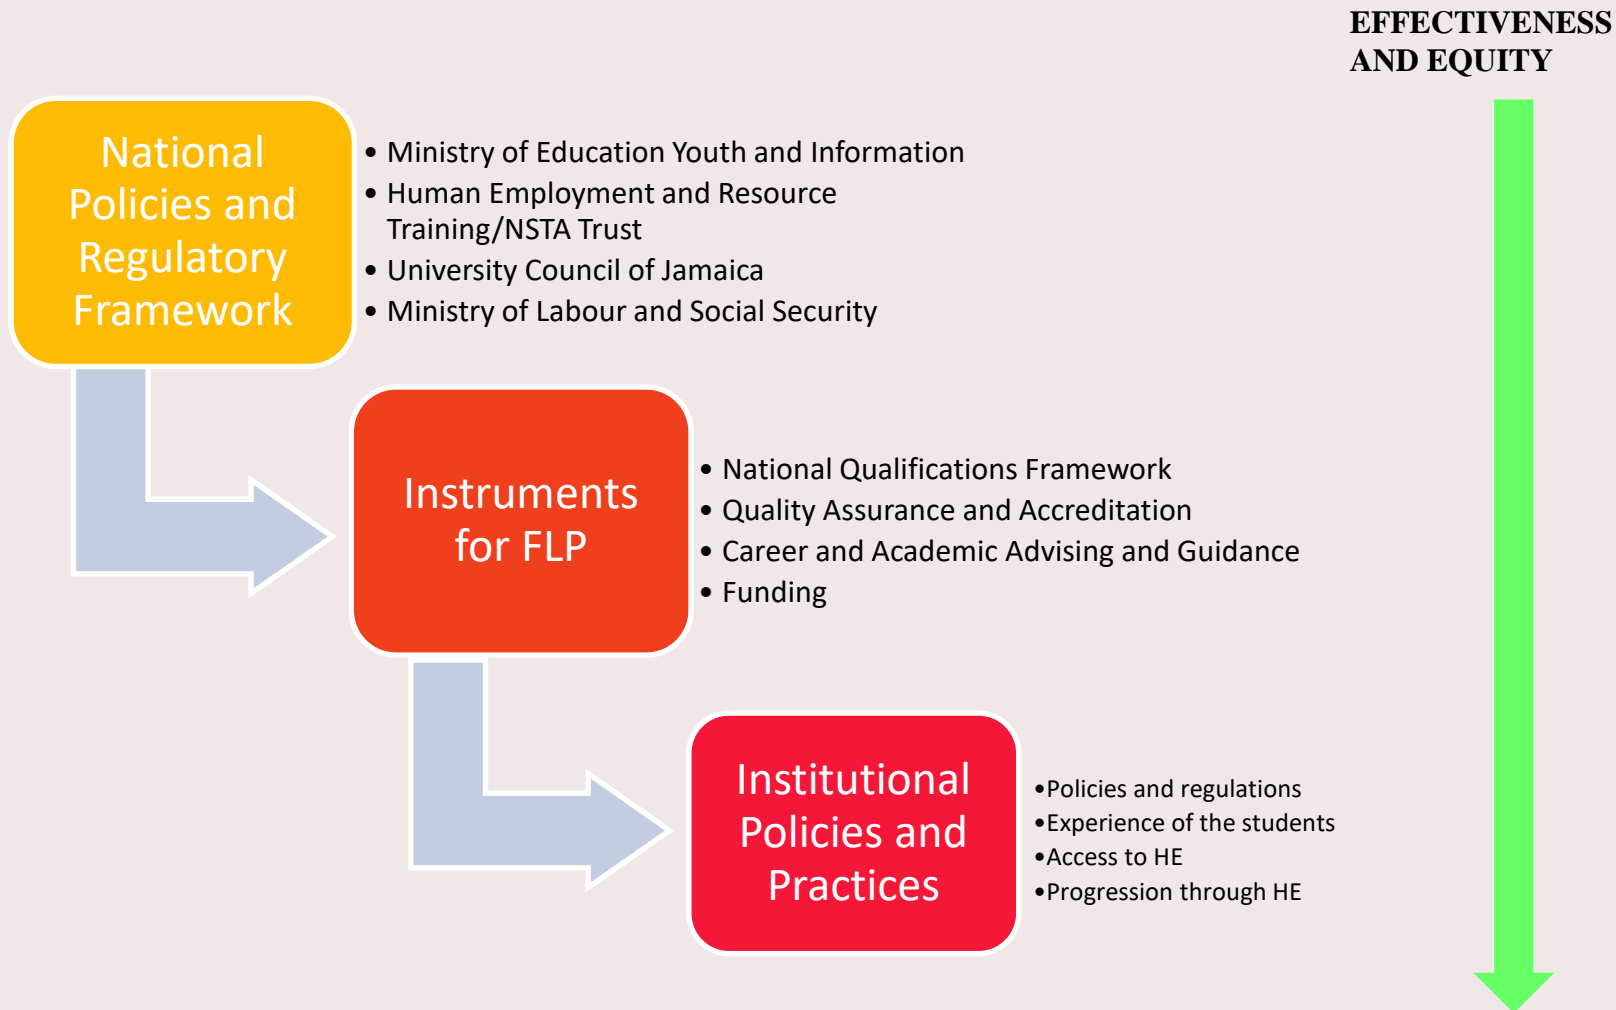 EFFECTIVENESS
AND EQUITY
National
Policies and
Regulatory
Framework
• Ministry of Education Youth and Information
• Human Employment and Resource
Training/NSTA Trust
• University Council of Jamaica
• Ministry of Labour and Social Security
Instruments
for FLP
• National Qualifications Framework
• Quality Assurance and Accreditation
• Career and Academic Advising and Guidance
• Funding
Institutional
Policies and
Practices
•Policies and regulations
•Experience of the students
•Access to HE
•Progression through HE